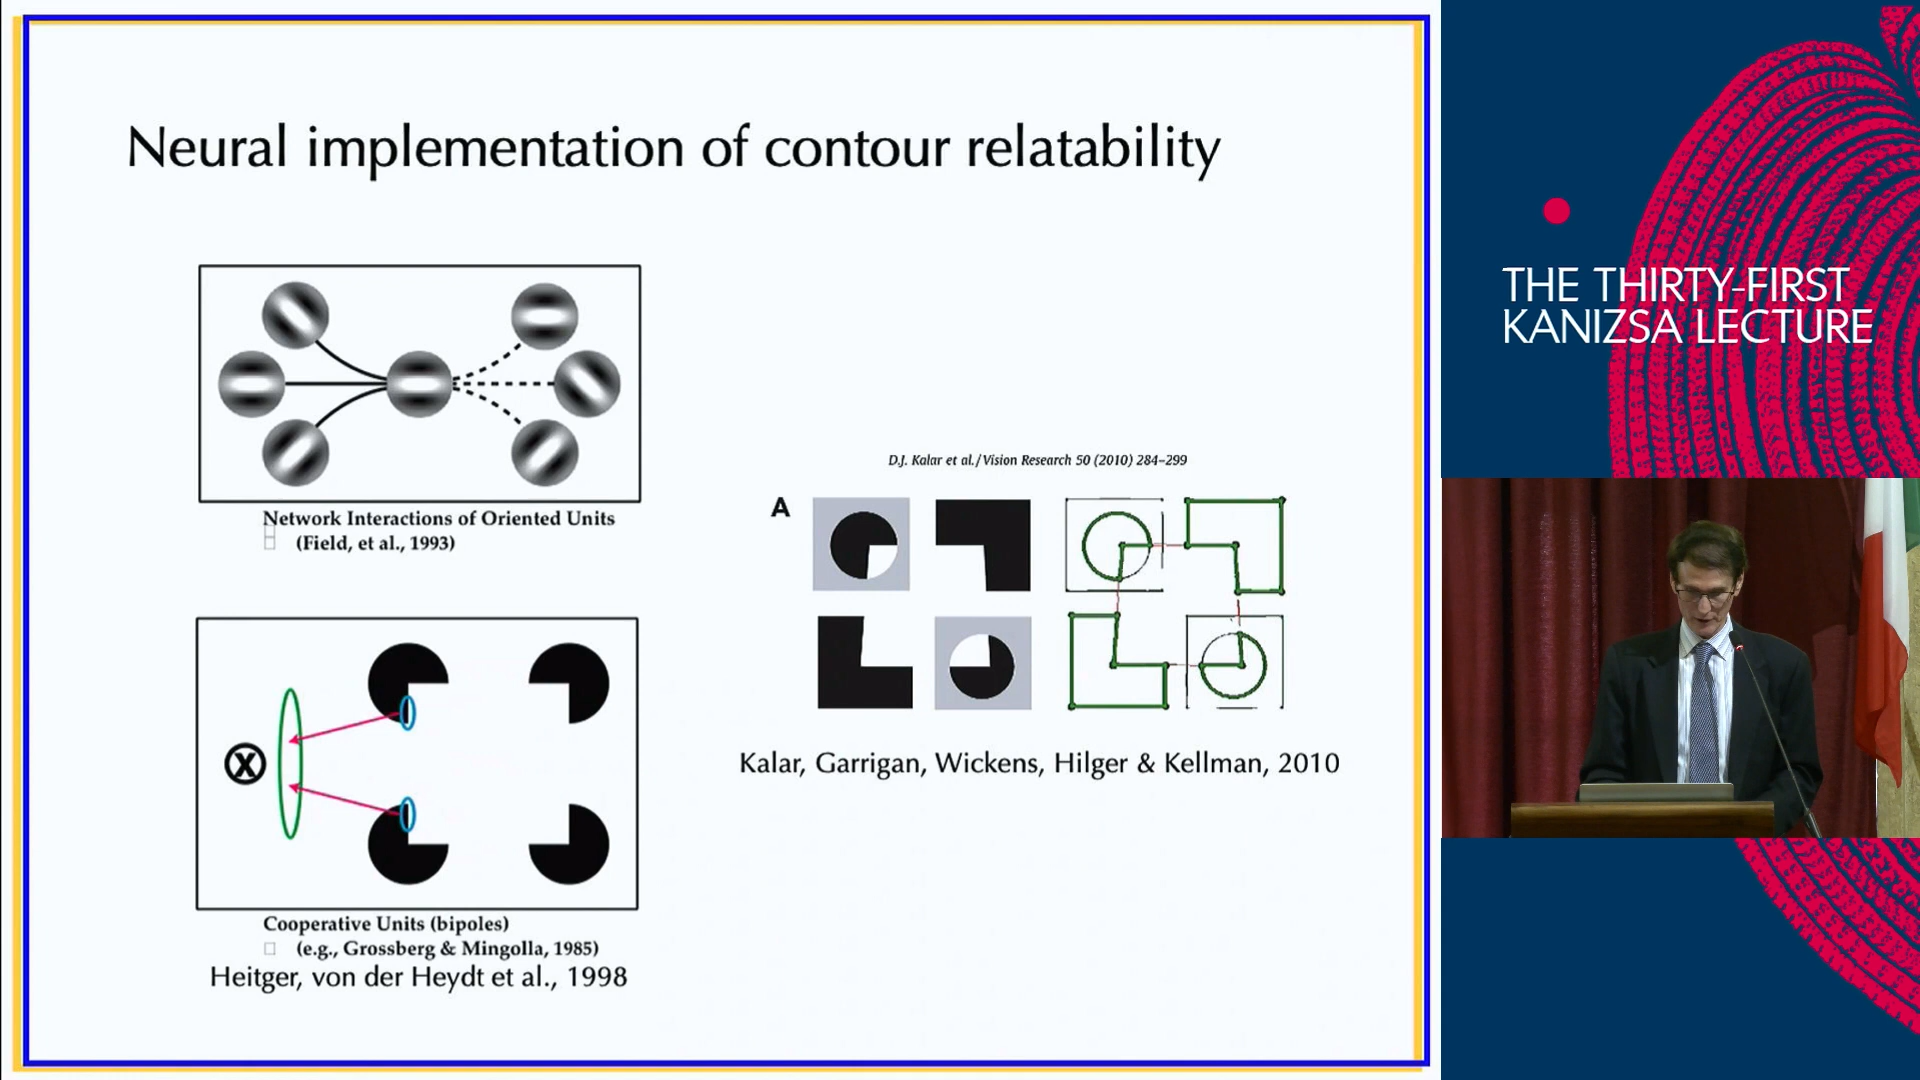 Neural implementation of contour relatability
Network Interactions of Oriented Units
(Field, et al., 1993)
X
Cooperative Units (bipoles)
(e.g., Grossberg & Mingolla, 1985)
Heitger, von der Heydt et al., 1998
D.J. Kalar et al./Vision Research 50 (2010) 284–299
A
Kalar, Garrigan, Wickens, Hilger & Kellman, 2010
THE THIRTY-FIRST
KANIZSA LECTURE